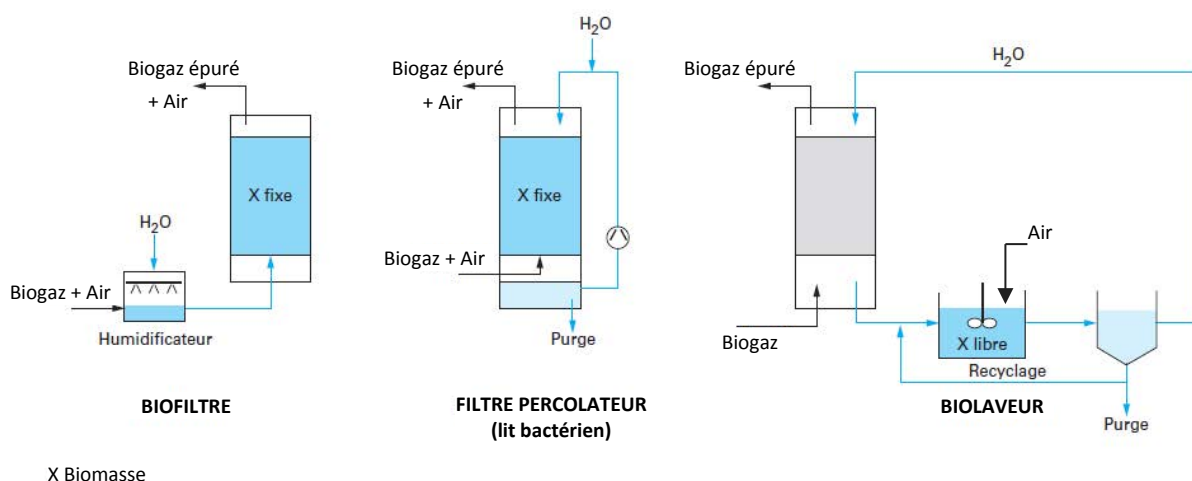 Biogaz épuré
+ Air
X fixe
H₂O
Biogaz + Air
Humidificateur
BIOFILTRE
H₂O
Biogaz épuré
+ Air
X fixe
Biogaz + Air
Purge
FILTRE PERCOLATEUR
(lit bactérien)
H₂O
Biogaz épuré
Air
Biogaz
X libre
Recyclage
Purge
BIOLAVEUR
X Biomasse